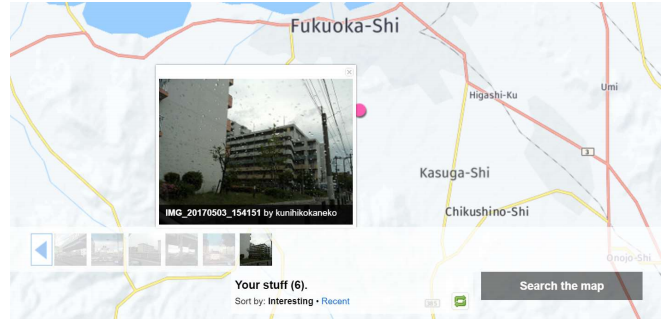 Fukuoka-Shi
Umi
Higashi-Ku
3
Kasuga-Shi
IMG_20170503_154151 by kunihikokaneko
Chikushino-Shi
Onojo-Shi
Your stuff (6).
Search the map
Sort by: Interesting • Recent